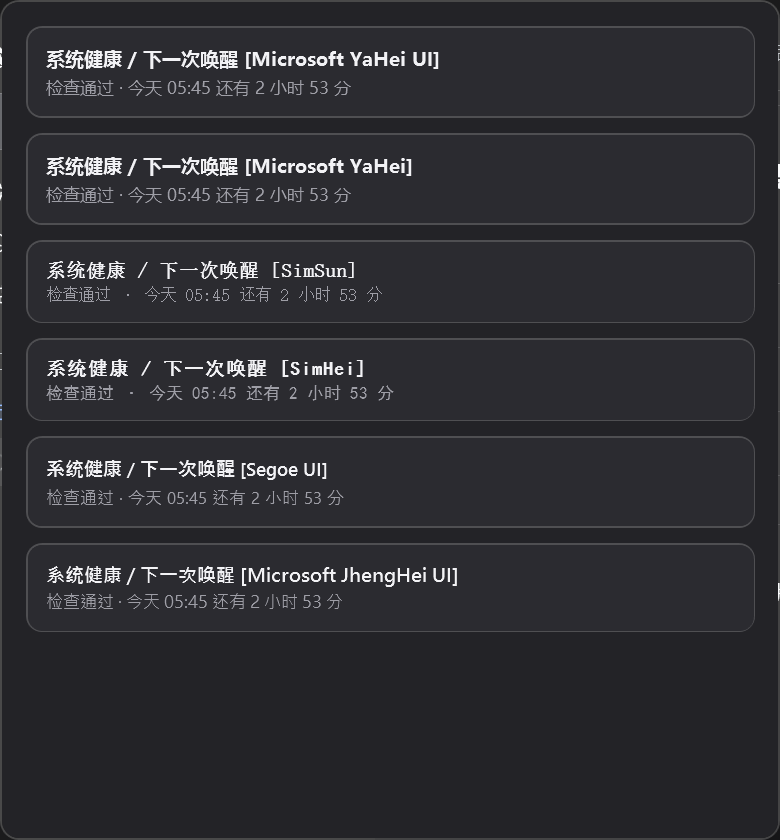 系统健康 / 下一次唤醒 [Microsoft YaHei UI]
检查通过 · 今天 05:45 还有 2 小时 53 分
系统健康 / 下一次唤醒 [Microsoft YaHei]
检查通过 · 今天 05:45 还有 2 小时 53 分
系统健康 / 下一次唤醒 [SimSun]
检查通过 · 今天 05:45 还有 2 小时 53 分
系统健康 / 下一次唤醒 [SimHei]
检查通过 · 今天 05:45 还有 2 小时 53 分
系统健康 / 下一次唤醒 [Segoe UI]
检查通过 · 今天 05:45 还有 2 小时 53 分
系统健康 / 下一次唤醒 [Microsoft JhengHei UI]
检查通过 · 今天 05:45 还有 2 小时 53 分